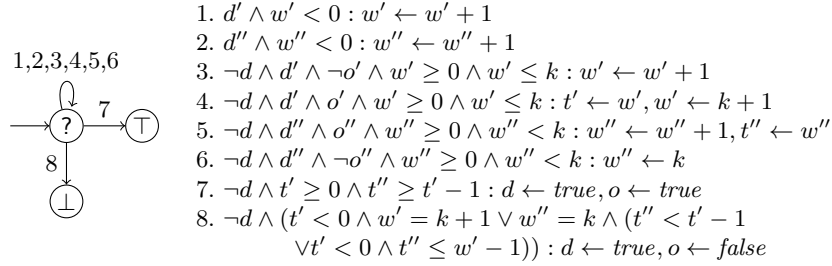 1,2,3,4,5,6
?
7
⊤
8
⊥
1. d′ ∧ w′ < 0 : w′ ← w′ + 1
2. d″ ∧ w″ < 0 : w″ ← w″ + 1
3. ¬d ∧ d′ ∧ ¬o′ ∧ w′ ≥ 0 ∧ w′ ≤ k : w′ ← w′ + 1
4. ¬d ∧ d′ ∧ o′ ∧ w′ ≥ 0 ∧ w′ ≤ k : t′ ← w′, w′ ← k + 1
5. ¬d ∧ d″ ∧ o″ ∧ w″ ≥ 0 ∧ w″ < k : w″ ← w″ + 1, t″ ← w″
6. ¬d ∧ d″ ∧ ¬o″ ∧ w″ ≥ 0 ∧ w″ < k : w″ ← k
7. ¬d ∧ t′ ≥ 0 ∧ t″ ≥ t′ − 1 : d ← true, o ← true
8. ¬d ∧ (t′ < 0 ∧ w′ = k + 1 ∨ w″ = k ∧ (t″ < t′ − 1
∨t′ < 0 ∧ t″ ≤ w′ − 1)) : d ← true, o ← false